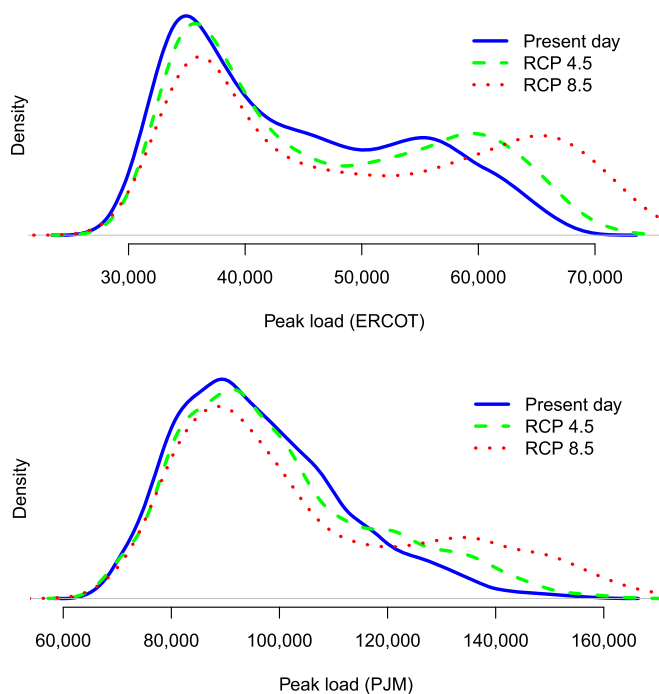 Present day
RCP 4.5
RCP 8.5
Density
30,000 40,000 50,000 60,000 70,000
Peak load (ERCOT)
Present day
RCP 4.5
RCP 8.5
Density
60,000 80,000 100,000 120,000 140,000 160,000
Peak load (PJM)